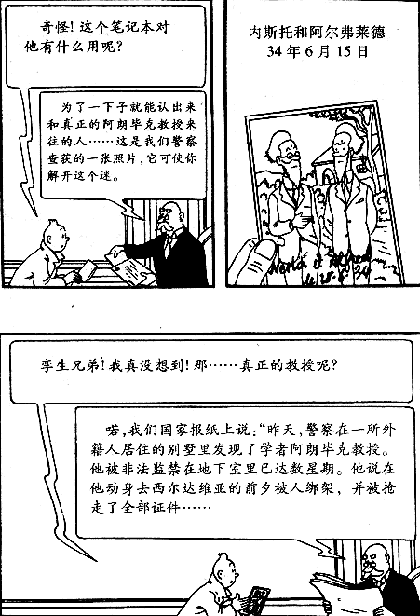 奇怪！这个笔记本对
他有什么用呢？
为了一下子就能认出来
和真正的阿朗毕克教授来
往的人……这是我们警察
查获的一张照片，它可使你
解开这个迷。
内斯托和阿尔弗莱德
34年6月15日
孪生兄弟！我真没想到！那……真正的教授呢？
喏，我们国家报纸上说：“昨天，警察在一所外
籍人居住的别墅里发现了学者阿朗毕克教授。
他被非法监禁在地下室里已达数星期。他说在
他动身去西尔达维亚的前夕被人绑架，并被抢
走了全部证件……